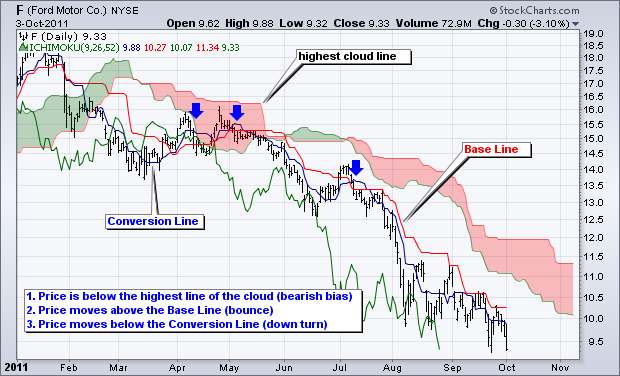 F (Ford Motor Co.) NYSE
© StockCharts.com
3-Oct-2011
Open 9.62 High 9.88 Low 9.32 Close 9.33 Volume 72.9M Chg -0.30 (-3.10%)
F (Daily) 9.33
ICHIMOKU(9,26,52) 9.88 10.27 10.07 11.34 9.33
highest cloud line
Base Line
Conversion Line
1. Price is below the highest line of the cloud (bearish bias)
2. Price moves above the Base Line (bounce)
3. Price moves below the Conversion Line (down turn)
19.0
18.0
17.0
16.5
16.0
15.5
15.0
14.5
14.0
13.5
13.0
12.5
12.0
11.5
11.0
10.5
10.0
9.5
2011 Feb Mar Apr May Jun Jul Aug Sep Oct Nov